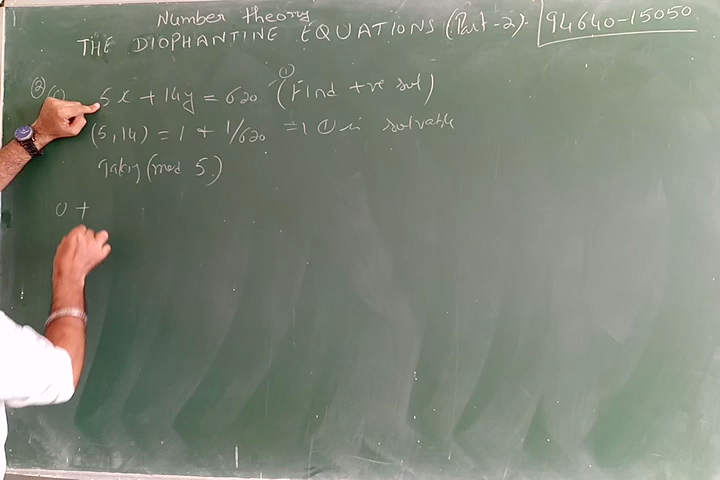 Number theory
THE DIOPHANTINE EQUATIONS (Part-2). 94640-15050
② (i) 5x + 14y = 620 —① (Find +ve sol)
(5, 14) = 1 + 1/620 ⇒ ① is solvable
Taking (mod 5)
0 +